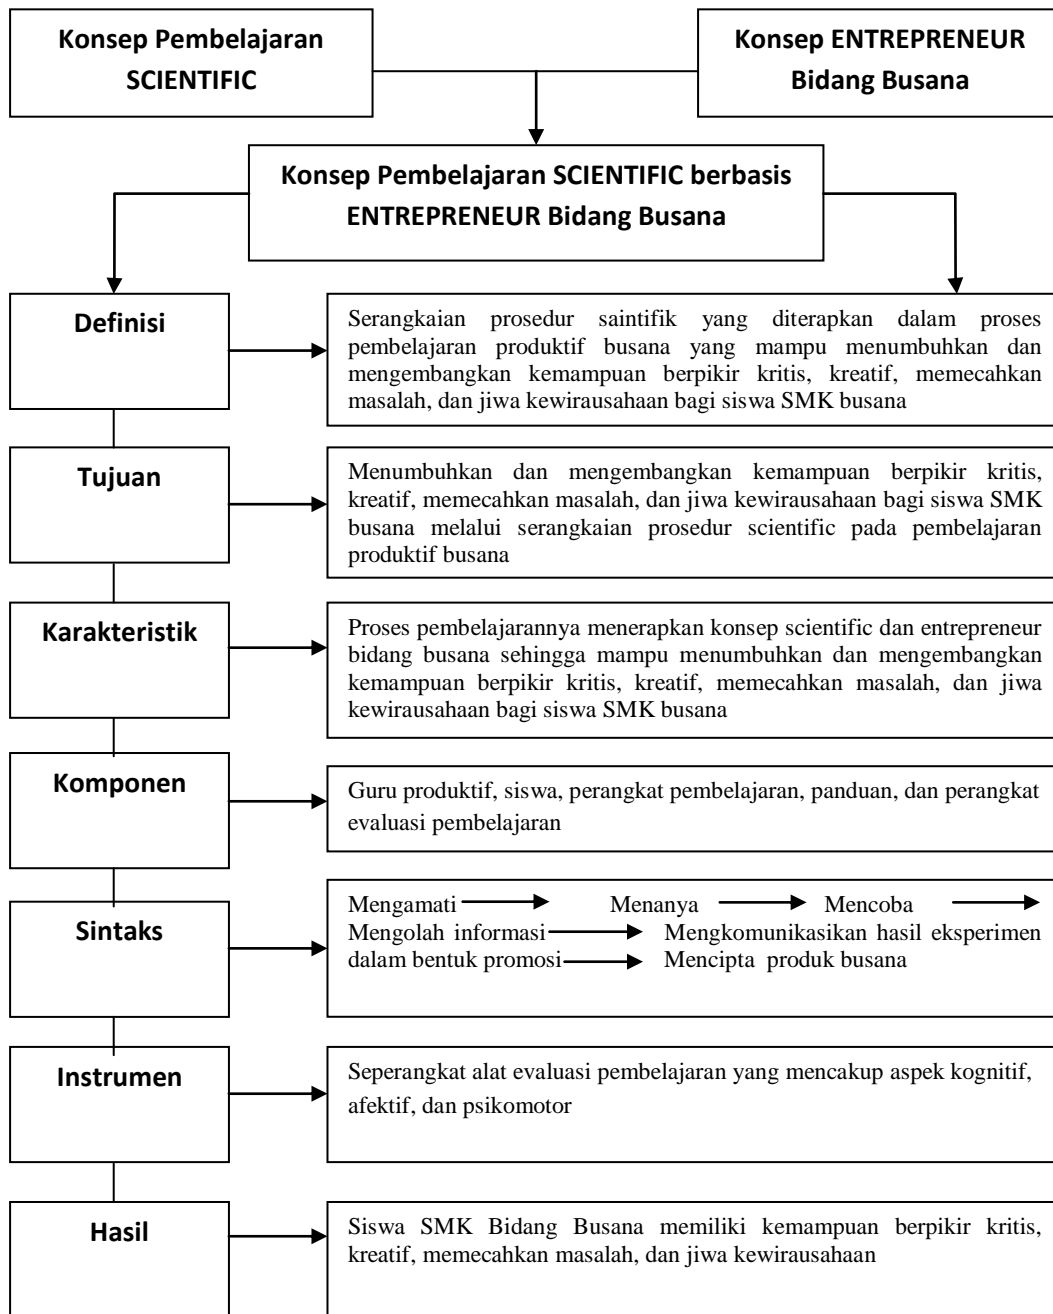 Konsep Pembelajaran
SCIENTIFIC
Konsep ENTREPRENEUR
Bidang Busana
Konsep Pembelajaran SCIENTIFIC berbasis
ENTREPRENEUR Bidang Busana
Definisi
Serangkaian prosedur saintifik yang diterapkan dalam proses
pembelajaran produktif busana yang mampu menumbuhkan dan
mengembangkan kemampuan berpikir kritis, kreatif, memecahkan
masalah, dan jiwa kewirausahaan bagi siswa SMK busana
Tujuan
Menumbuhkan dan mengembangkan kemampuan berpikir kritis,
kreatif, memecahkan masalah, dan jiwa kewirausahaan bagi siswa SMK
busana melalui serangkaian prosedur scientific pada pembelajaran
produktif busana
Karakteristik
Proses pembelajarannya menerapkan konsep scientific dan entrepreneur
bidang busana sehingga mampu menumbuhkan dan mengembangkan
kemampuan berpikir kritis, kreatif, memecahkan masalah, dan jiwa
kewirausahaan bagi siswa SMK busana
Komponen
Guru produktif, siswa, perangkat pembelajaran, panduan, dan perangkat
evaluasi pembelajaran
Sintaks
Mengamati Menanya Mencoba
Mengolah informasi Mengkomunikasikan hasil eksperimen
dalam bentuk promosi Mencipta produk busana
Instrumen
Seperangkat alat evaluasi pembelajaran yang mencakup aspek kognitif,
afektif, dan psikomotor
Hasil
Siswa SMK Bidang Busana memiliki kemampuan berpikir kritis,
kreatif, memecahkan masalah, dan jiwa kewirausahaan